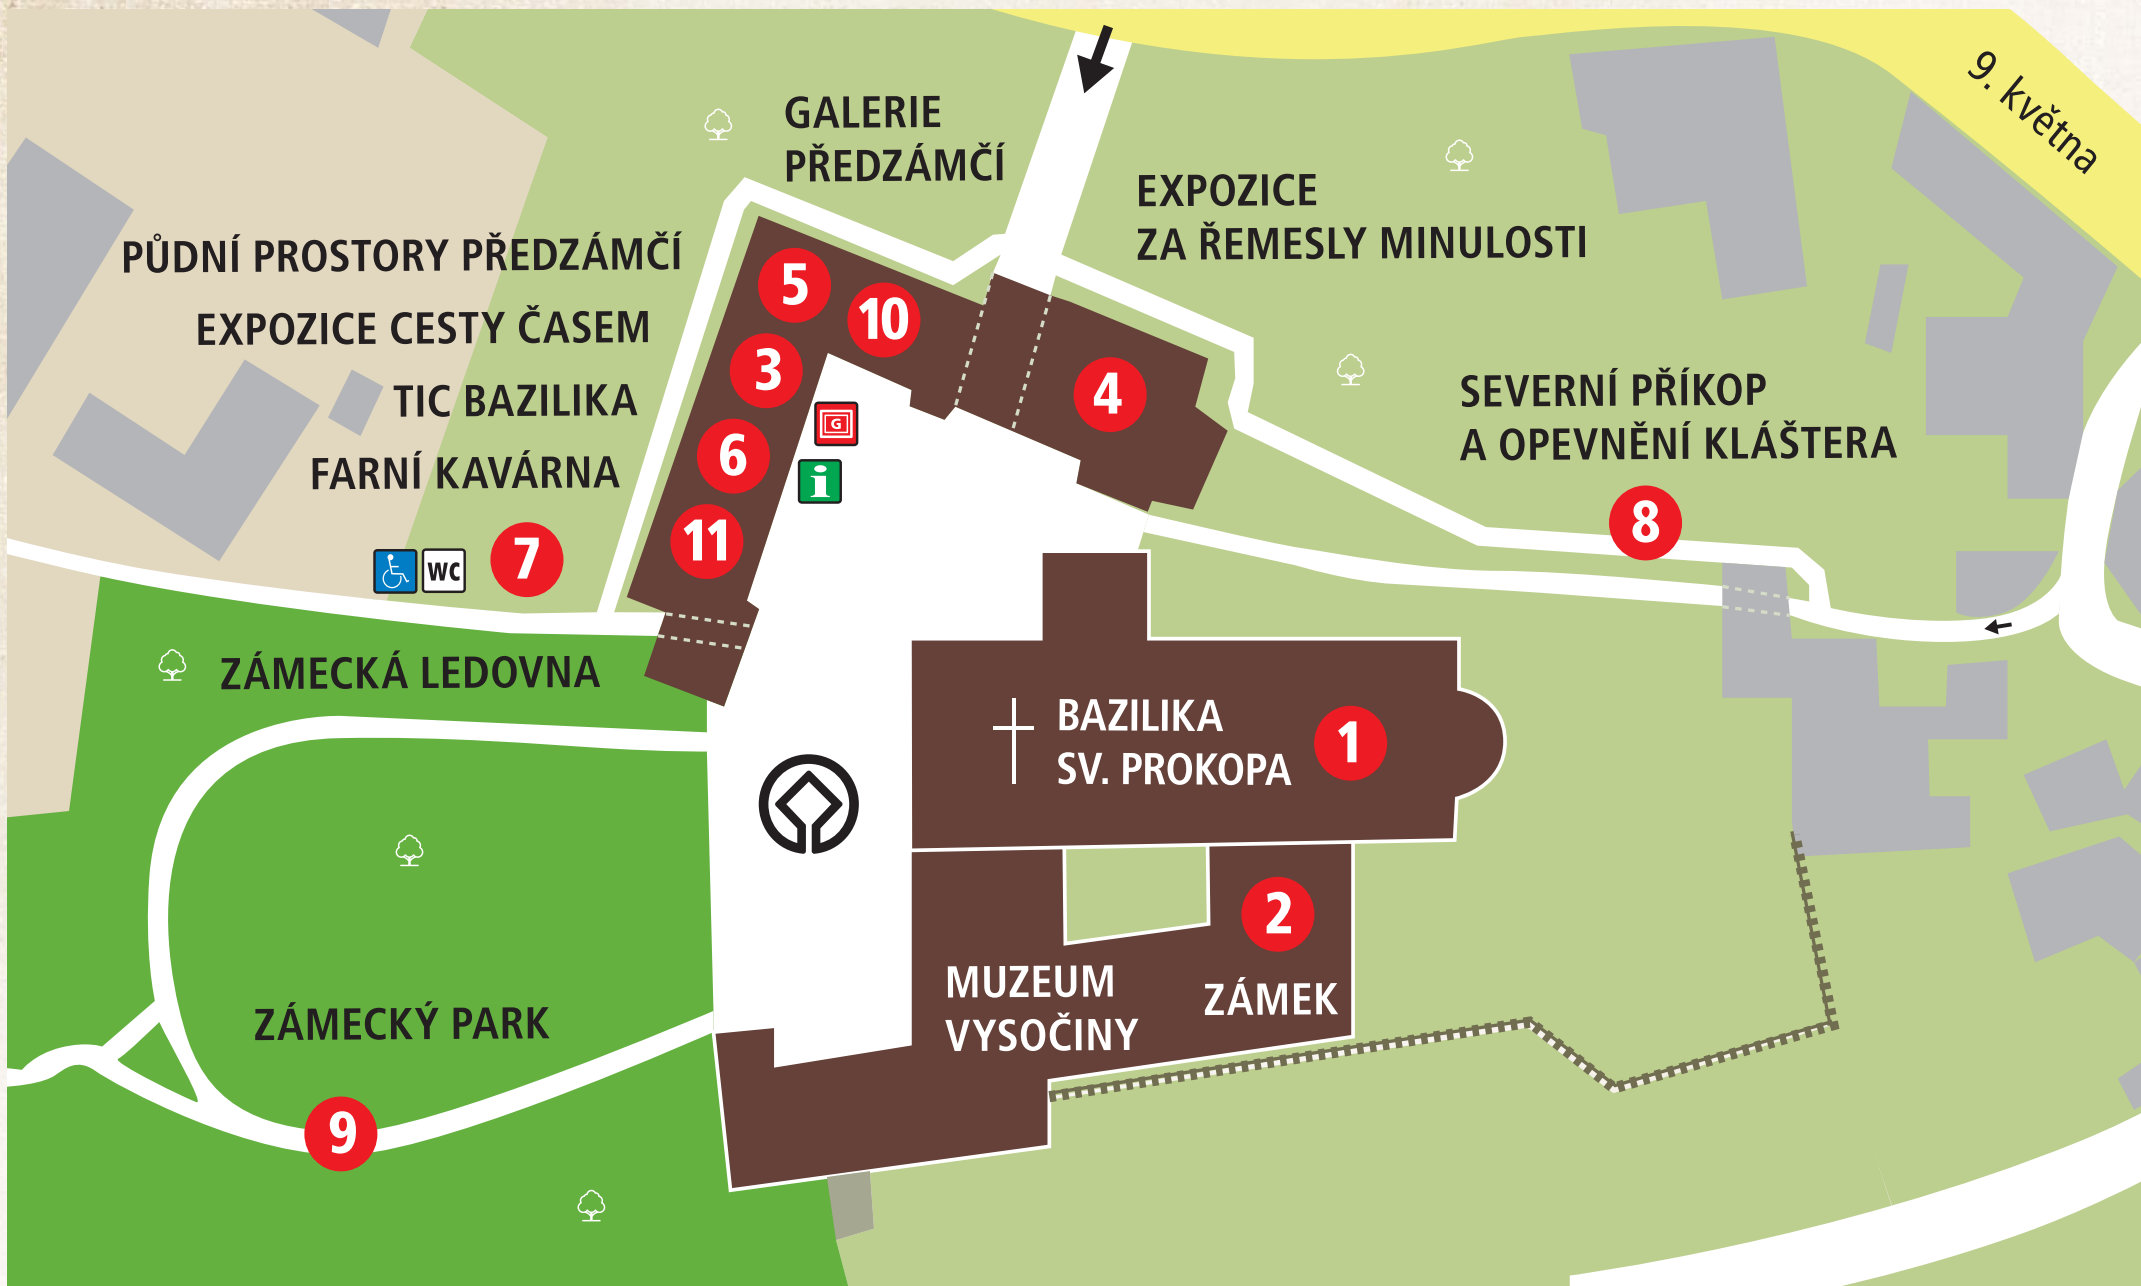 9. května
GALERIE
PŘEDZÁMČÍ
EXPOZICE
ZA ŘEMESLY MINULOSTI
PŮDNÍ PROSTORY PŘEDZÁMČÍ
5
10
EXPOZICE CESTY ČASEM
3
4
TIC BAZILIKA
G
SEVERNÍ PŘÍKOP
A OPEVNĚNÍ KLÁŠTERA
FARNÍ KAVÁRNA
6
i
8
11
WC
7
ZÁMECKÁ LEDOVNA
BAZILIKA
SV. PROKOPA
1
2
MUZEUM
VYSOČINY
ZÁMEK
ZÁMECKÝ PARK
9